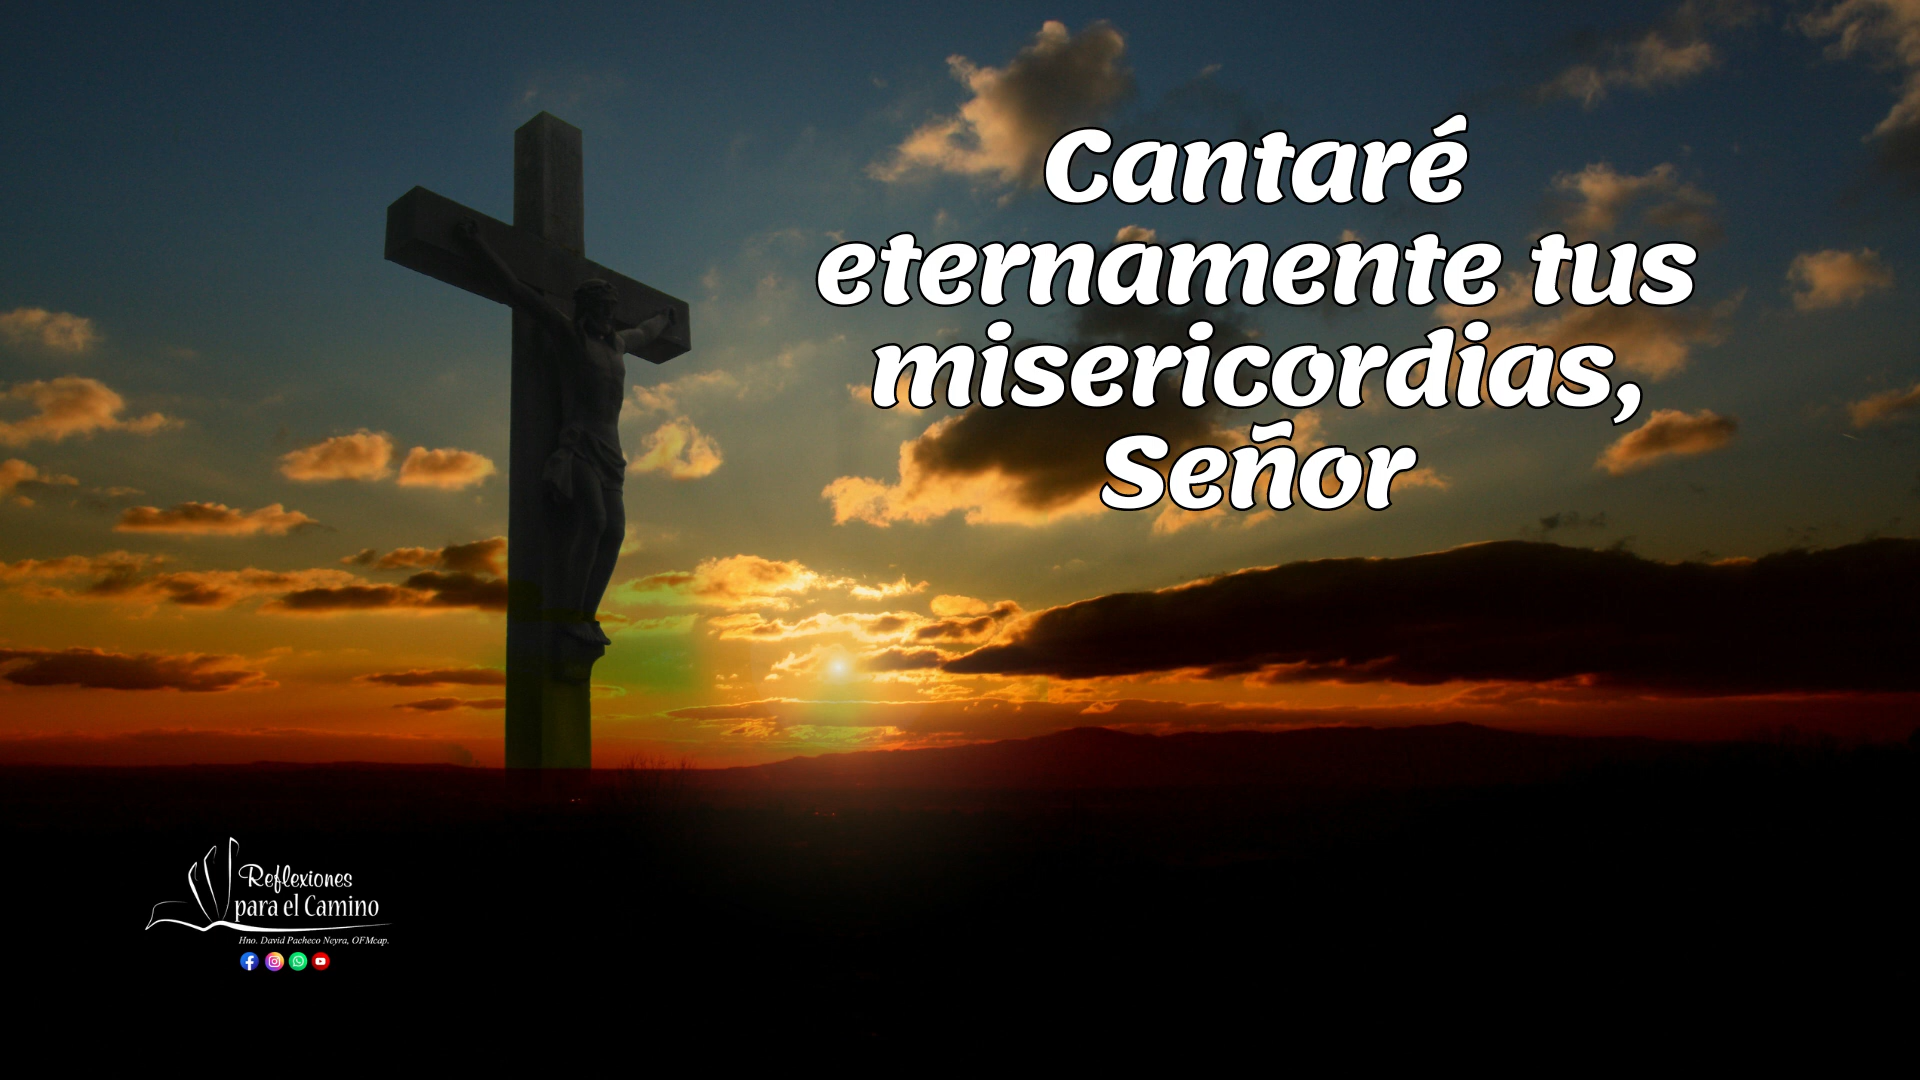 Cantaré
eternamente tus
misericordias,
Señor
Reflexiones
para el Camino
Hno. David Pacheco Neyra, OFMcap.